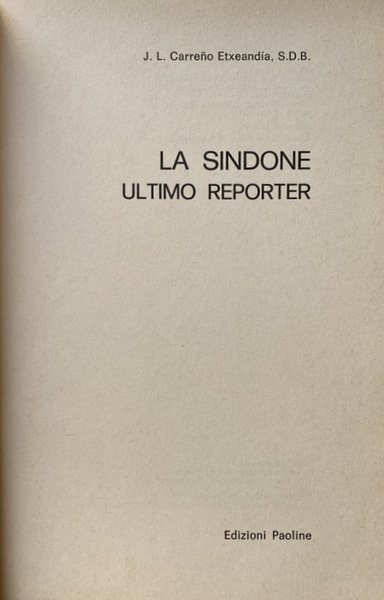 J. L. Carreño Etxeandía, S.D.B.
LA SINDONE
ULTIMO REPORTER
Edizioni Paoline